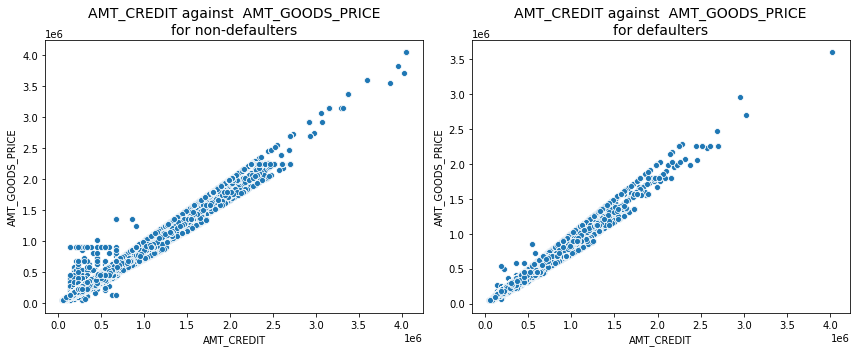 AMT_CREDIT against  AMT_GOODS_PRICE
for non-defaulters
1e6
4.0
3.5
3.0
2.5
2.0
1.5
1.0
0.5
0.0
AMT_GOODS_PRICE
0.0 0.5 1.0 1.5 2.0 2.5 3.0 3.5 4.0
AMT_CREDIT
1e6
AMT_CREDIT against  AMT_GOODS_PRICE
for defaulters
1e6
3.5
3.0
2.5
2.0
1.5
1.0
0.5
0.0
AMT_GOODS_PRICE
0.0 0.5 1.0 1.5 2.0 2.5 3.0 3.5 4.0
AMT_CREDIT
1e6